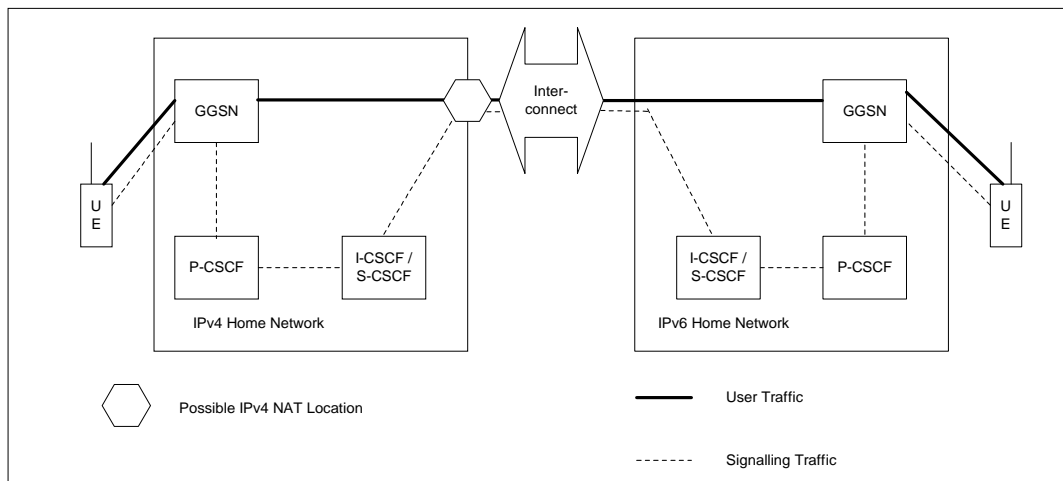 Inter-
connect
GGSN
GGSN
U
E
U
E
P-CSCF
I-CSCF /
S-CSCF
I-CSCF /
S-CSCF
P-CSCF
IPv4 Home Network
IPv6 Home Network
Possible IPv4 NAT Location
User Traffic
Signalling Traffic